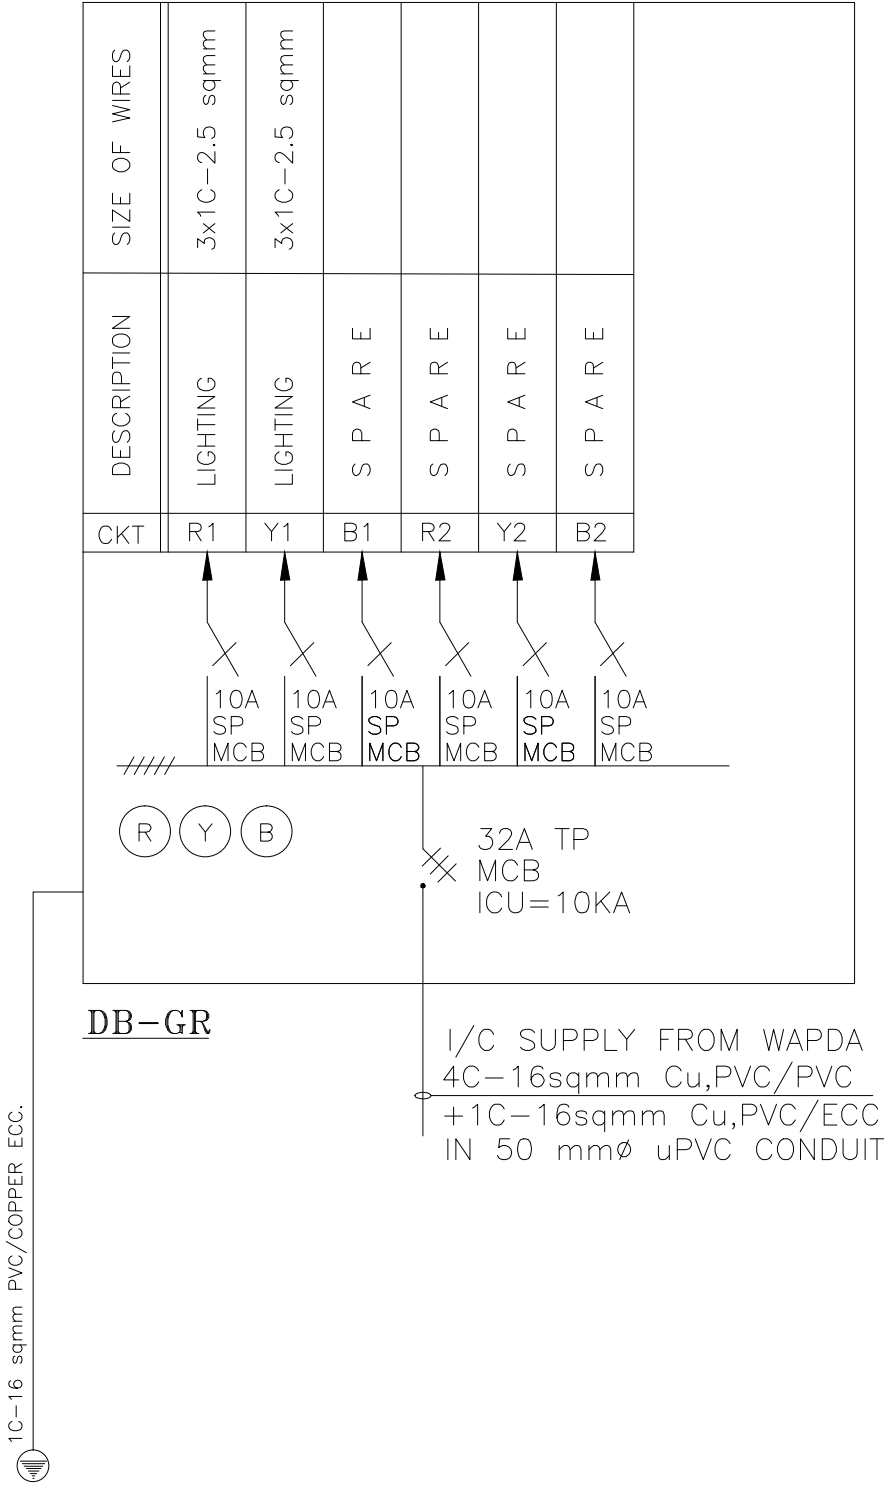 SIZE OF WIRES
3x1C-2.5 sqmm
3x1C-2.5 sqmm
DESCRIPTION
LIGHTING
LIGHTING
SPARE
SPARE
SPARE
SPARE
CKT
R1
Y1
B1
R2
Y2
B2
10A
SP
MCB
10A
SP
MCB
10A
SP
MCB
10A
SP
MCB
10A
SP
MCB
10A
SP
MCB
R
Y
B
32A TP
MCB
ICU=10KA
DB-GR
I/C SUPPLY FROM WAPDA
4C-16sqmm Cu,PVC/PVC
+1C-16sqmm Cu,PVC/ECC
IN 50 mmø uPVC CONDUIT
1C-16 sqmm PVC/COPPER ECC.